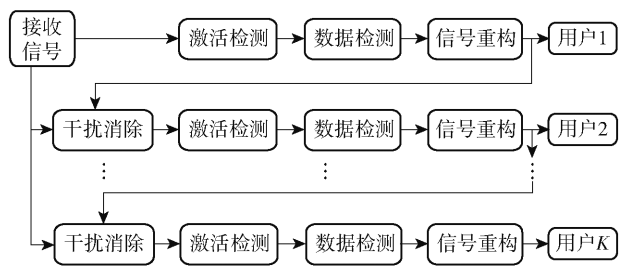 接收
信号
激活检测
数据检测
信号重构
用户1
干扰消除
激活检测
数据检测
信号重构
用户2
⋮
⋮
⋮
干扰消除
激活检测
数据检测
信号重构
用户K